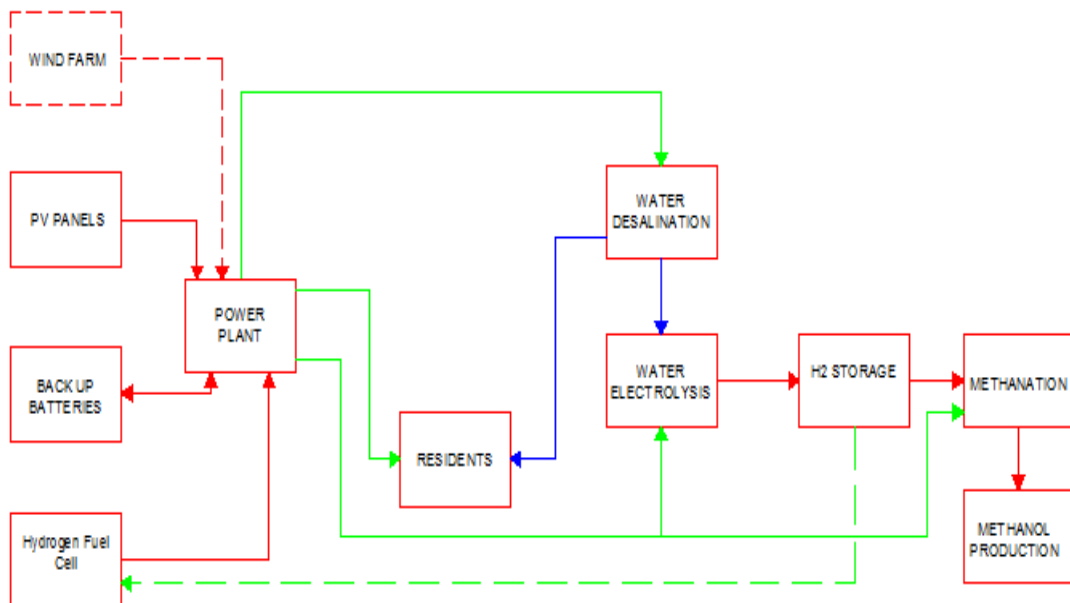 WIND FARM
PV PANELS
WATER
DESALINATION
POWER
PLANT
BACK UP
BATTERIES
WATER
ELECTROLYSIS
H2 STORAGE
METHANATION
RESIDENTS
Hydrogen Fuel
Cell
METHANOL
PRODUCTION